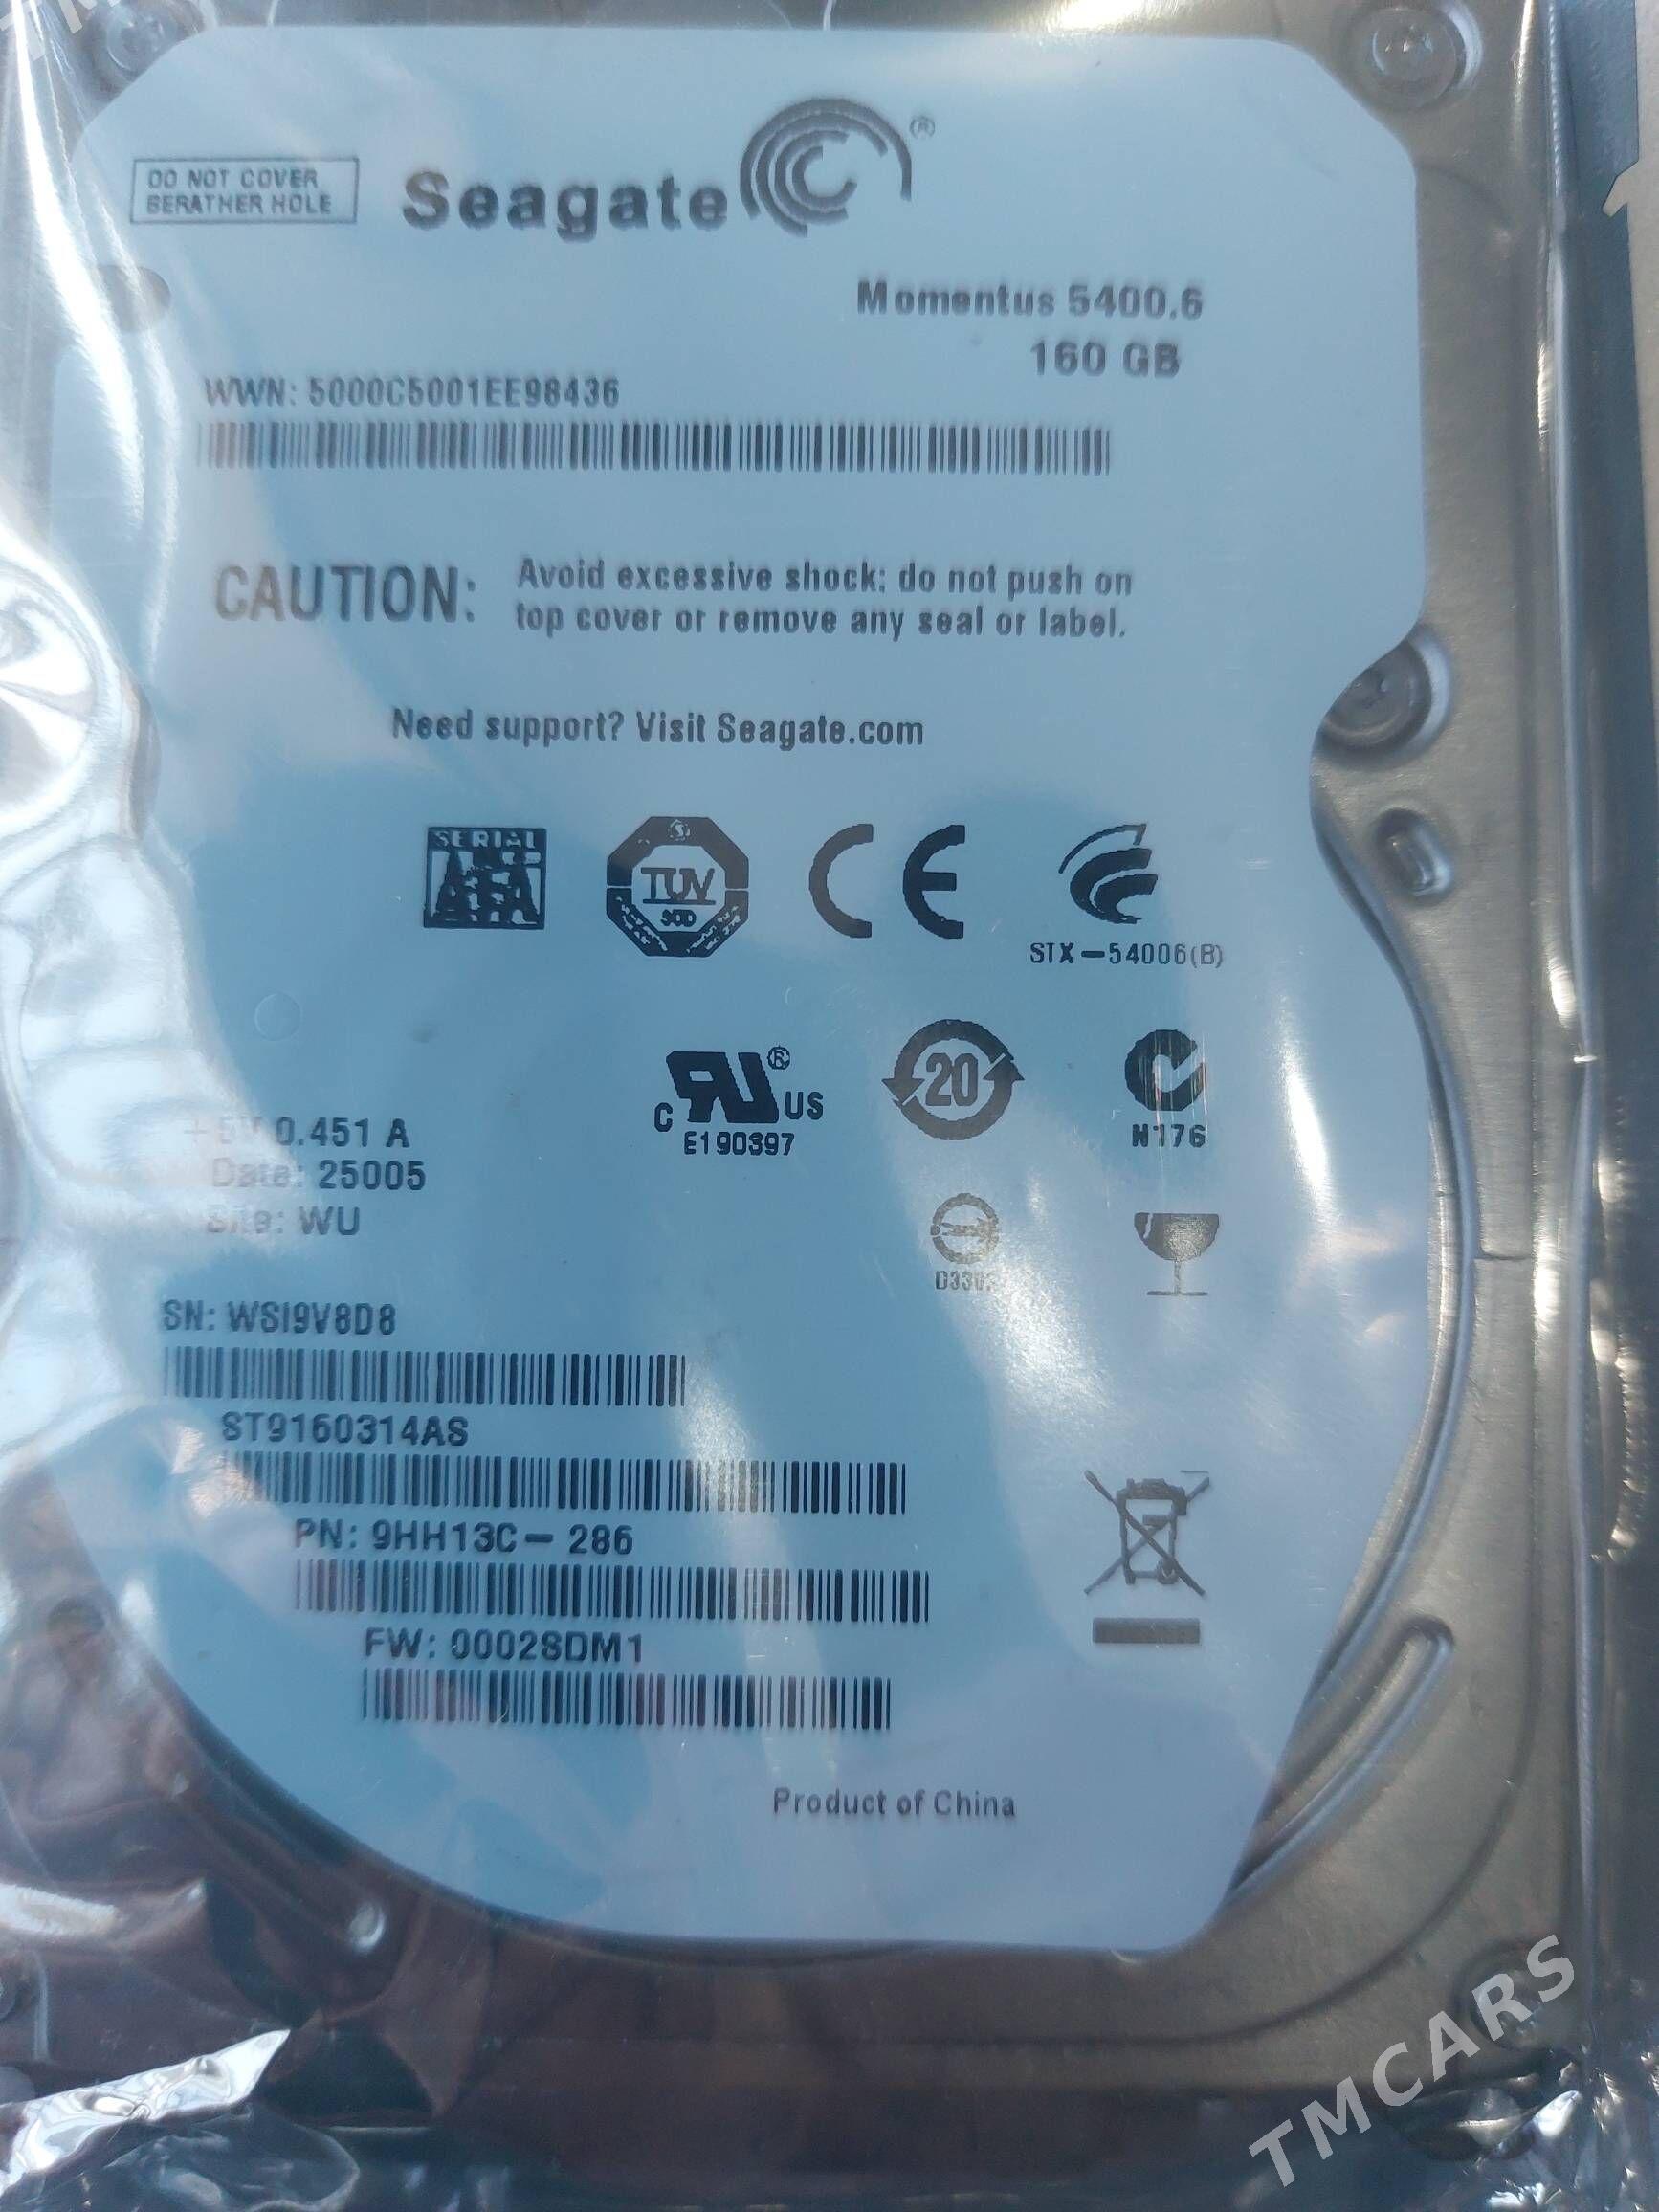 DO NOT COVER
BERATHER HOLE
Seagate®
Momentus 5400.6
160 GB
WWN: 5000C5001EE98436
CAUTION: Avoid excessive shock; do not push on
top cover or remove any seal or label.
Need support? Visit Seagate.com
SERIAL
ATA
TUV
CE
STX-54006(B)
C US ®
E190397
20
N176
+5V 0.451 A
Date: 25005
Site: WU
SN: WSI9V8D8
ST9160314AS
PN: 9HH13C- 286
FW: 0002SDM1
Product of China
TMCARS